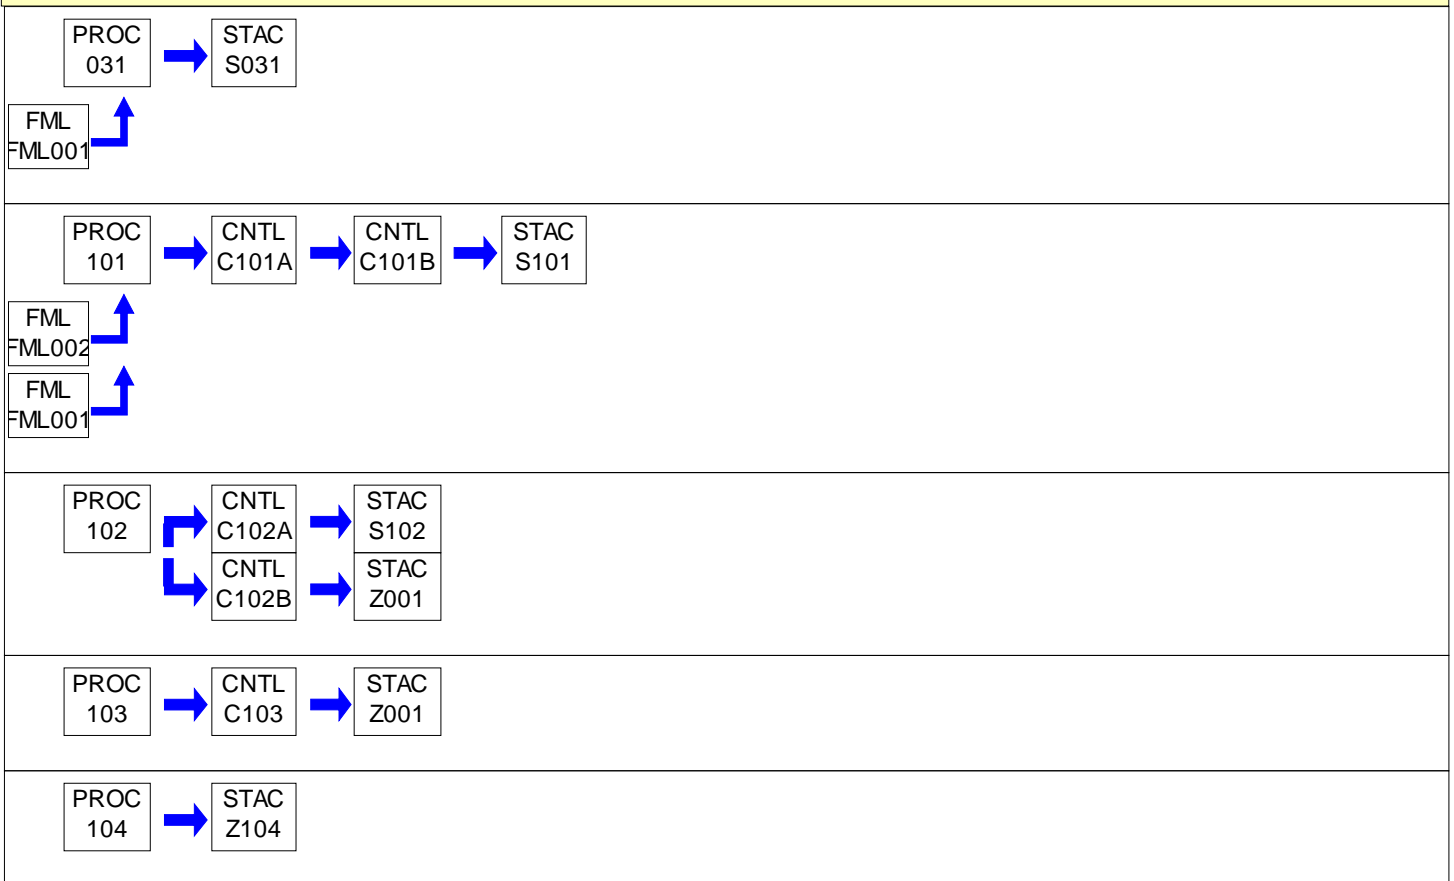 PROC
031
STAC
S031
FML
FML001
PROC
101
CNTL
C101A
CNTL
C101B
STAC
S101
FML
FML002
FML
FML001
PROC
102
CNTL
C102A
STAC
S102
CNTL
C102B
STAC
Z001
PROC
103
CNTL
C103
STAC
Z001
PROC
104
STAC
Z104